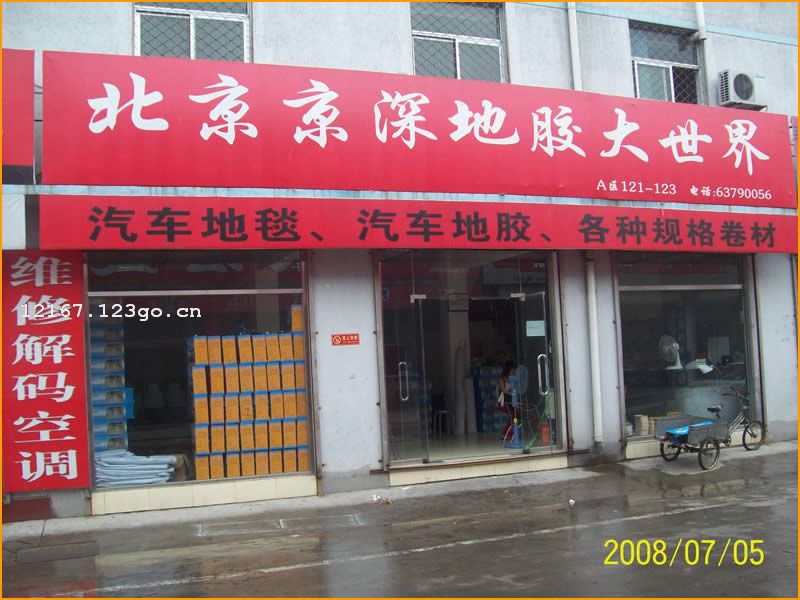 北京京深地胶大世界
A区121-123 电话:63790056
汽车地毯、汽车地胶、各种规格卷材
维修解码空调
12167.123go.cn
2008/07/05